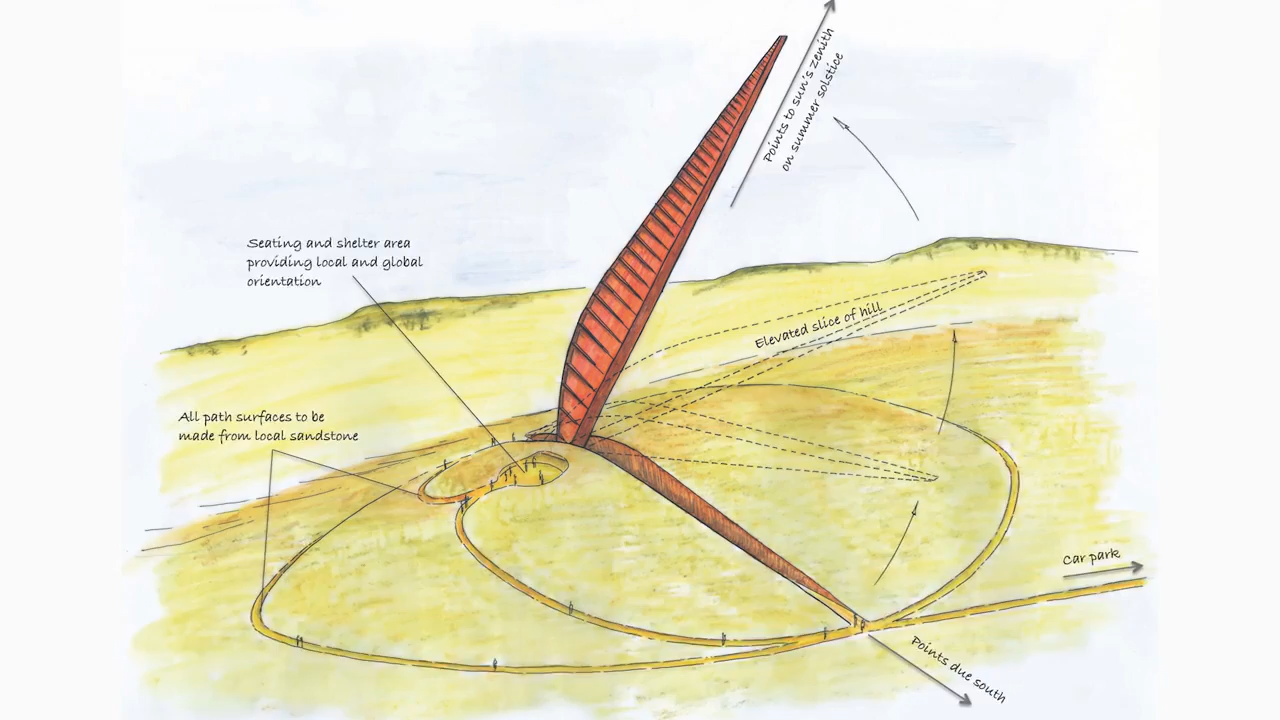 Points to sun's zenith
on summer solstice
Seating and shelter area
providing local and global
orientation
Elevated slice of hill
All path surfaces to be
made from local sandstone
Car park
Points due south